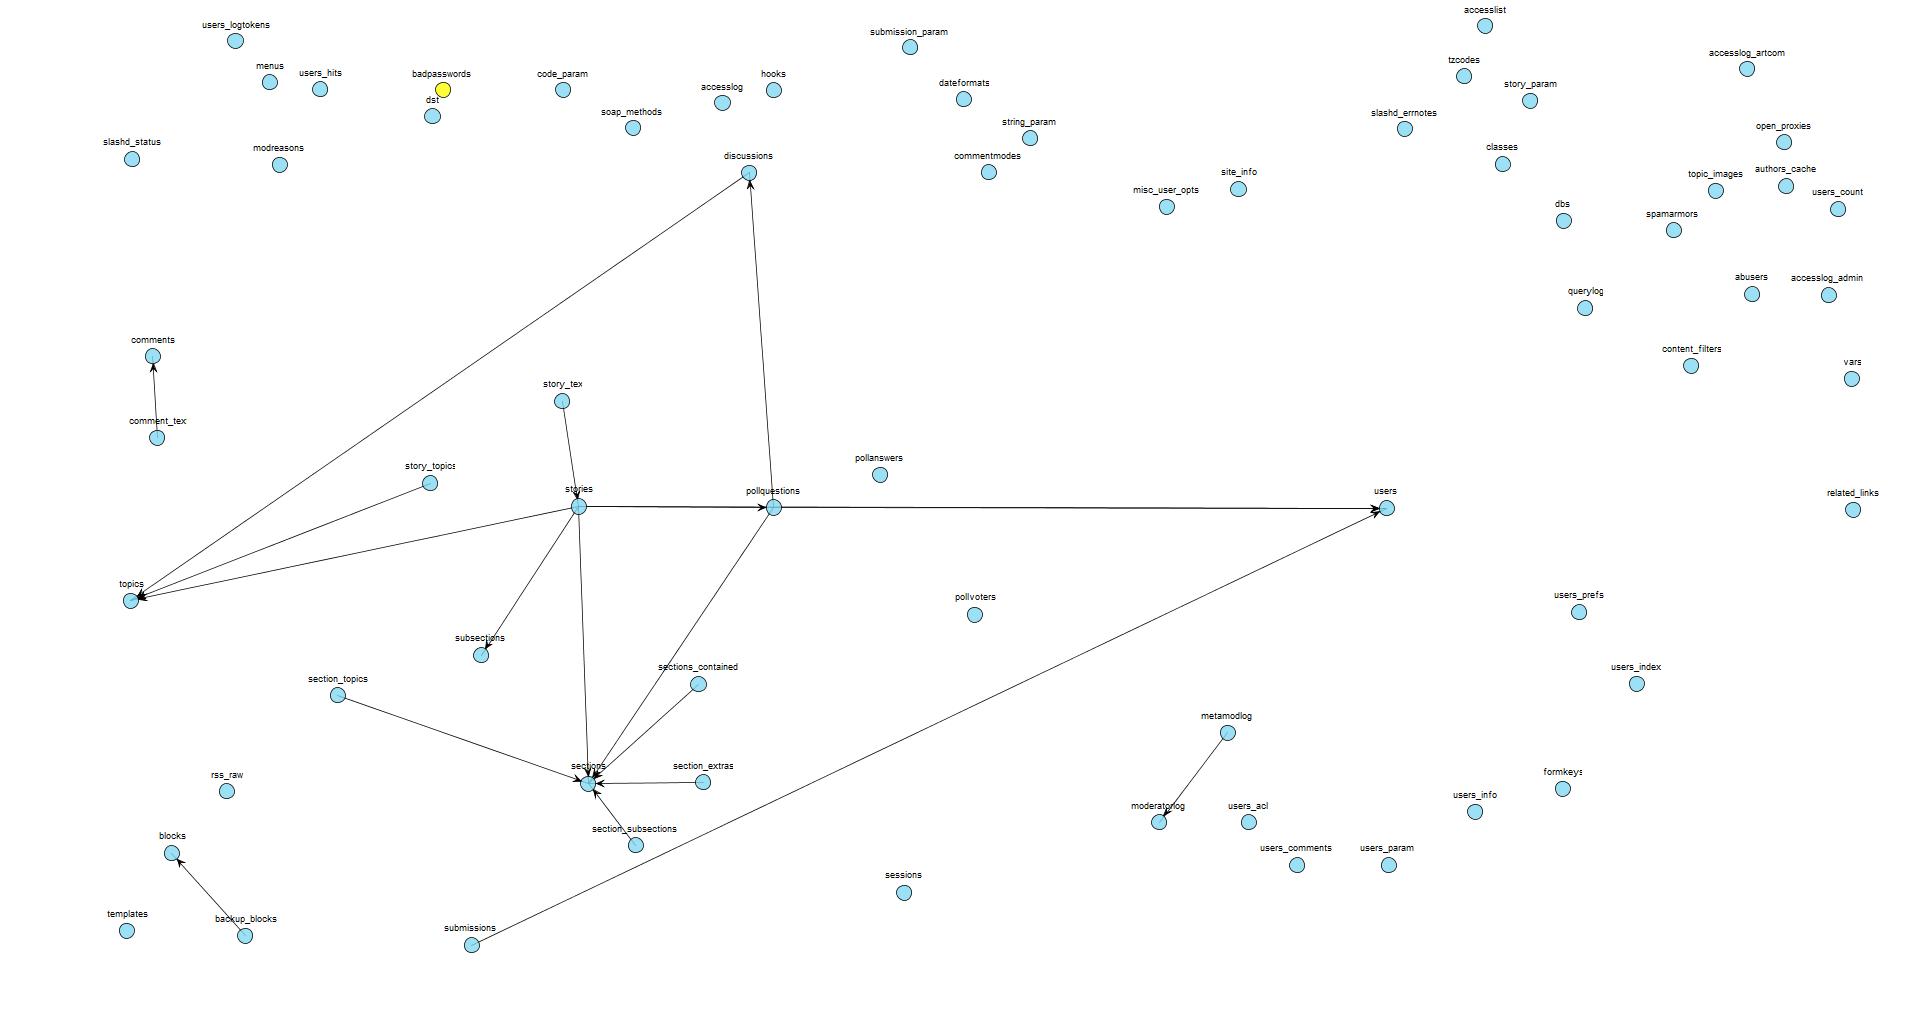 accesslist
users_logtokens
submission_param
accesslog_artcom
tzcodes
menus
users_hits
badpasswords
code_param
hooks
accesslog
dateformats
story_param
dst
soap_methods
string_param
slashd_errnotes
open_proxies
slashd_status
modreasons
discussions
commentmodes
classes
site_info
topic_images
authors_cache
misc_user_opts
users_count
dbs
spamarmors
abusers
accesslog_admin
querylog
comments
content_filters
vars
story_tex
comment_tex
story_topics
pollanswers
stories
pollquestions
users
related_links
topics
pollvoters
users_prefs
subsections
sections_contained
users_index
section_topics
metamodlog
sections
section_extras
rss_raw
formkeys
users_info
moderatorlog
users_acl
blocks
section_subsections
users_comments
users_param
sessions
templates
backup_blocks
submissions